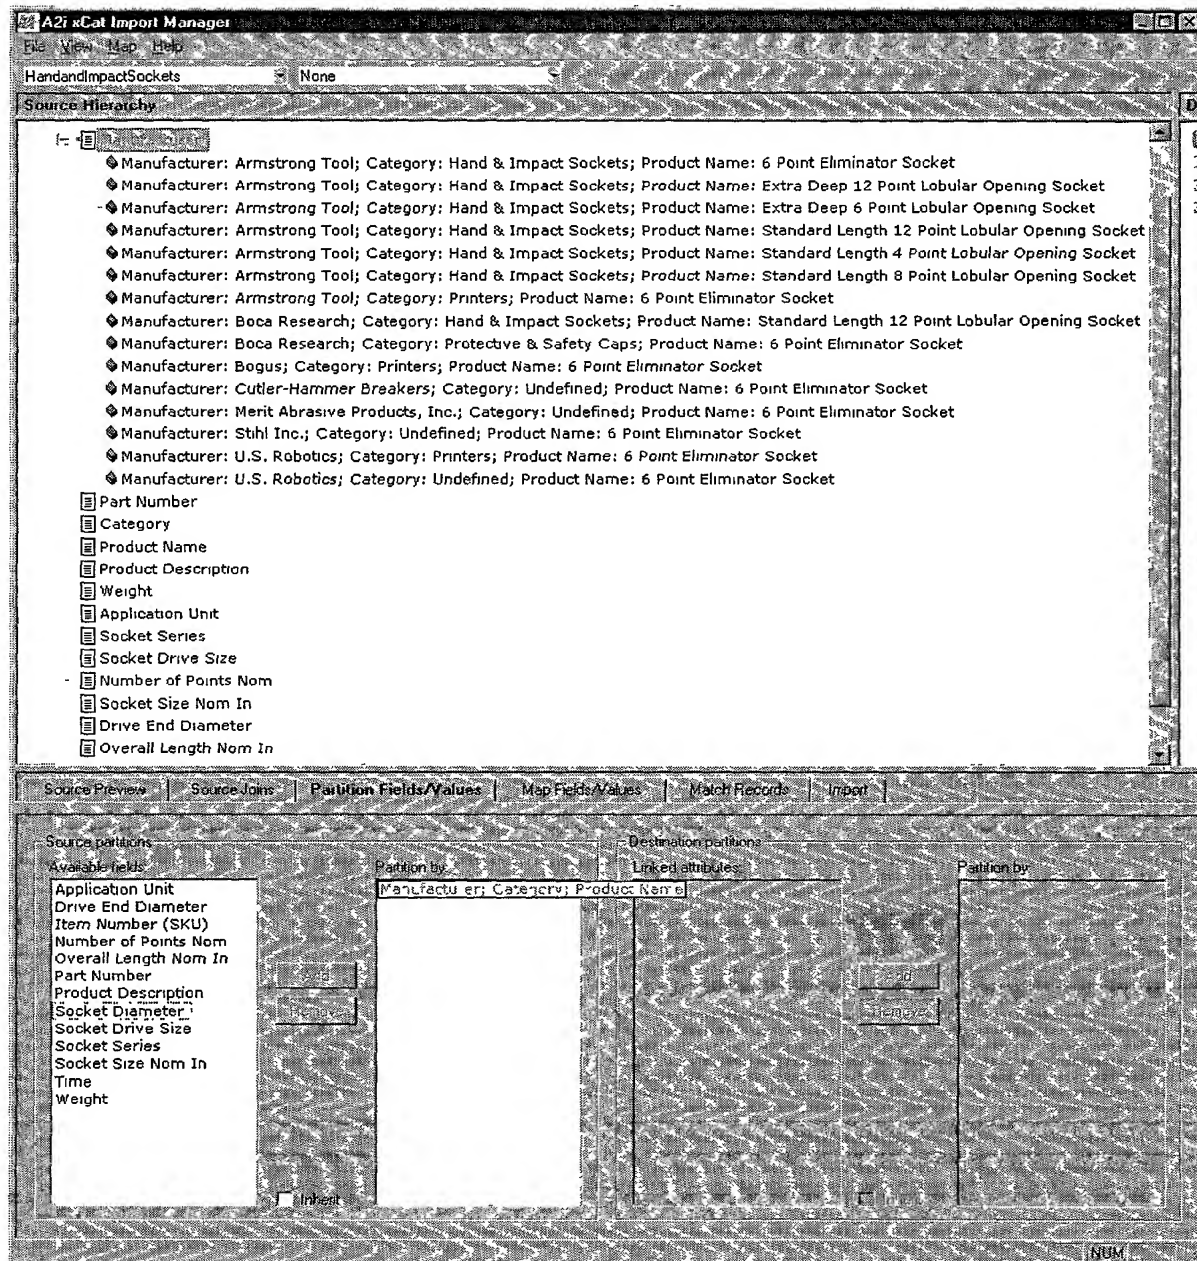 A2i xCat Import Manager
File View Map Help
HandandImpactSockets None
Source Hierarchy D
Manufacturer: Armstrong Tool; Category: Hand & Impact Sockets; Product Name: 6 Point Eliminator Socket
Manufacturer: Armstrong Tool; Category: Hand & Impact Sockets; Product Name: Extra Deep 12 Point Lobular Opening Socket
Manufacturer: Armstrong Tool; Category: Hand & Impact Sockets; Product Name: Extra Deep 6 Point Lobular Opening Socket
Manufacturer: Armstrong Tool; Category: Hand & Impact Sockets; Product Name: Standard Length 12 Point Lobular Opening Socket
Manufacturer: Armstrong Tool; Category: Hand & Impact Sockets; Product Name: Standard Length 4 Point Lobular Opening Socket
Manufacturer: Armstrong Tool; Category: Hand & Impact Sockets; Product Name: Standard Length 8 Point Lobular Opening Socket
Manufacturer: Armstrong Tool; Category: Printers; Product Name: 6 Point Eliminator Socket
Manufacturer: Boca Research; Category: Hand & Impact Sockets; Product Name: Standard Length 12 Point Lobular Opening Socket
Manufacturer: Boca Research; Category: Protective & Safety Caps; Product Name: 6 Point Eliminator Socket
Manufacturer: Bogus; Category: Printers; Product Name: 6 Point Eliminator Socket
Manufacturer: Cutler-Hammer Breakers; Category: Undefined; Product Name: 6 Point Eliminator Socket
Manufacturer: Merit Abrasive Products, Inc.; Category: Undefined; Product Name: 6 Point Eliminator Socket
Manufacturer: Stihl Inc.; Category: Undefined; Product Name: 6 Point Eliminator Socket
Manufacturer: U.S. Robotics; Category: Printers; Product Name: 6 Point Eliminator Socket
Manufacturer: U.S. Robotics; Category: Undefined; Product Name: 6 Point Eliminator Socket
Part Number
Category
Product Name
Product Description
Weight
Application Unit
Socket Series
Socket Drive Size
Number of Points Nom
Socket Size Nom In
Drive End Diameter
Overall Length Nom In
Source Preview Source Joins Partition Fields/Values Map Fields/Values Match Records Import
Source partitions Destination partitions
Available fields Partition by Linked attributes: Partition by
Manufacturer; Category; Product Name
Application Unit
Drive End Diameter
Item Number (SKU)
Number of Points Nom
Overall Length Nom In
Part Number
Product Description
Socket Diameter
Remove Remove
Socket Drive Size
Socket Series
Socket Size Nom In
Time
Weight
Inherit
NUM